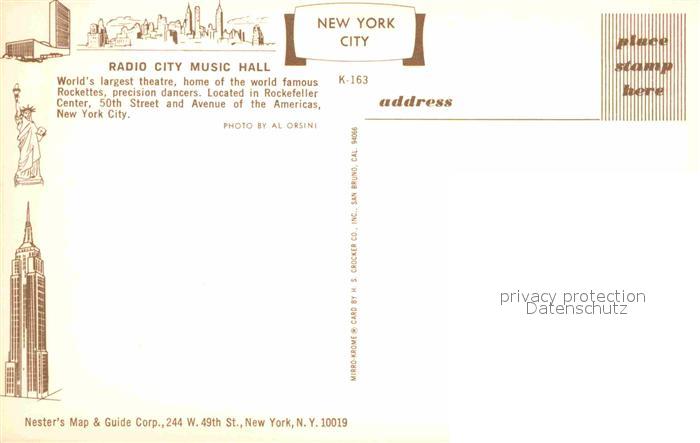 NEW YORK
CITY
RADIO CITY MUSIC HALL
World's largest theatre, home of the world famous
Rockettes, precision dancers. Located in Rockefeller
Center, 50th Street and Avenue of the Americas,
New York City.
PHOTO BY AL ORSINI
K-163
address
place
stamp
here
MIRRO-KROME® CARD BY H. S. CROCKER CO., INC., SAN BRUNO, CAL. 94066
privacy protection
Datenschutz
Nester's Map & Guide Corp., 244 W. 49th St., New York, N.Y. 10019